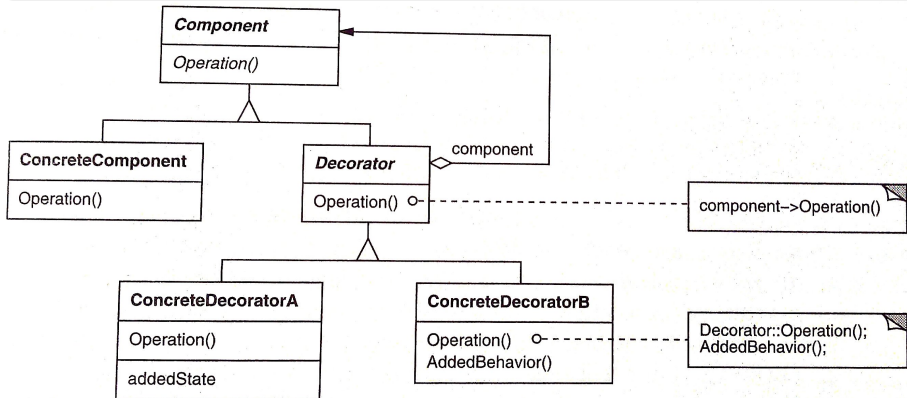 Component
Operation()
ConcreteComponent
Operation()
Decorator
Operation()
component
component->Operation()
ConcreteDecoratorA
Operation()
addedState
ConcreteDecoratorB
Operation()
AddedBehavior()
Decorator::Operation();
AddedBehavior();